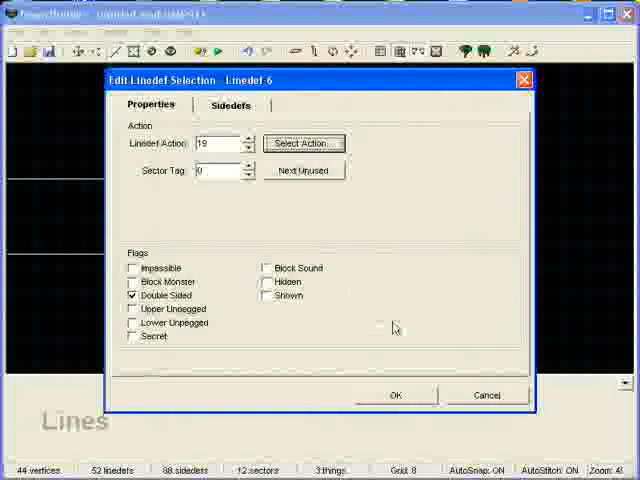 Lines
Edit Linedef Selection - Linedef 6
Properties
Sidedefs
Action
Linedef Action: 19 Select Action...
Sector Tag: 0 Next Unused
Flags
Impassible Block Sound
Block Monster Hidden
Double Sided Shown
Upper Unpegged
Lower Unpegged
Secret
OK Cancel
Lines
44 vertices 52 linedefs 88 sidedefs 12 sectors 3 things Grid: 8 AutoSnap: ON AutoStitch: ON Zoom: